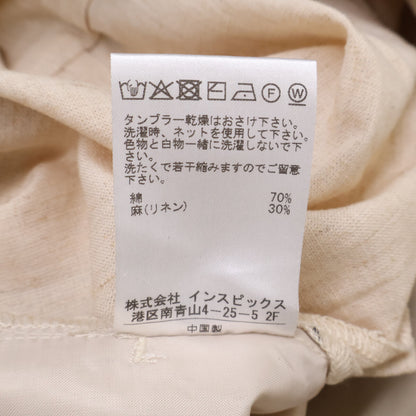 タンブラー乾燥はおさけ下さい。
洗濯時、ネットを使用して下さい。
色物と白物一緒に洗濯しないで下
さい。
洗たくで若干縮みますのでご留意
下さい。
綿 70%
麻(リネン) 30%
株式会社 インスピックス
港区南青山4-25-5 2F
中国製